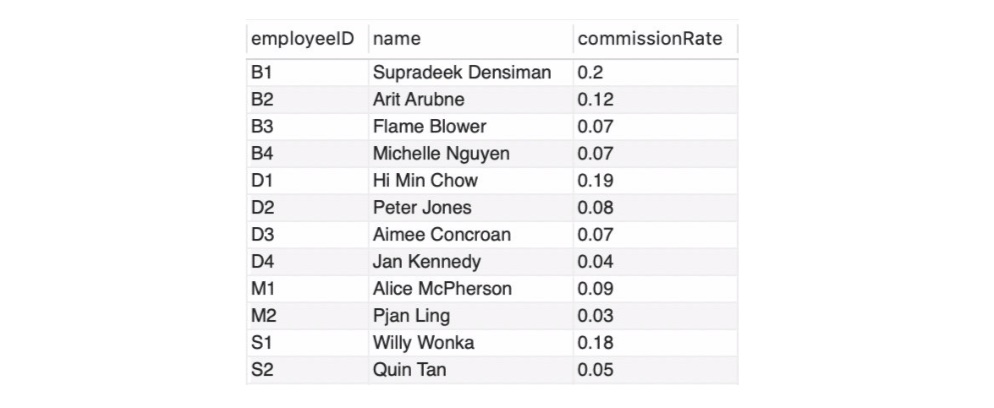 employeeID name commissionRate
B1 Supradeek Densiman 0.2
B2 Arit Arubne 0.12
B3 Flame Blower 0.07
B4 Michelle Nguyen 0.07
D1 Hi Min Chow 0.19
D2 Peter Jones 0.08
D3 Aimee Concroan 0.07
D4 Jan Kennedy 0.04
M1 Alice McPherson 0.09
M2 Pjan Ling 0.03
S1 Willy Wonka 0.18
S2 Quin Tan 0.05